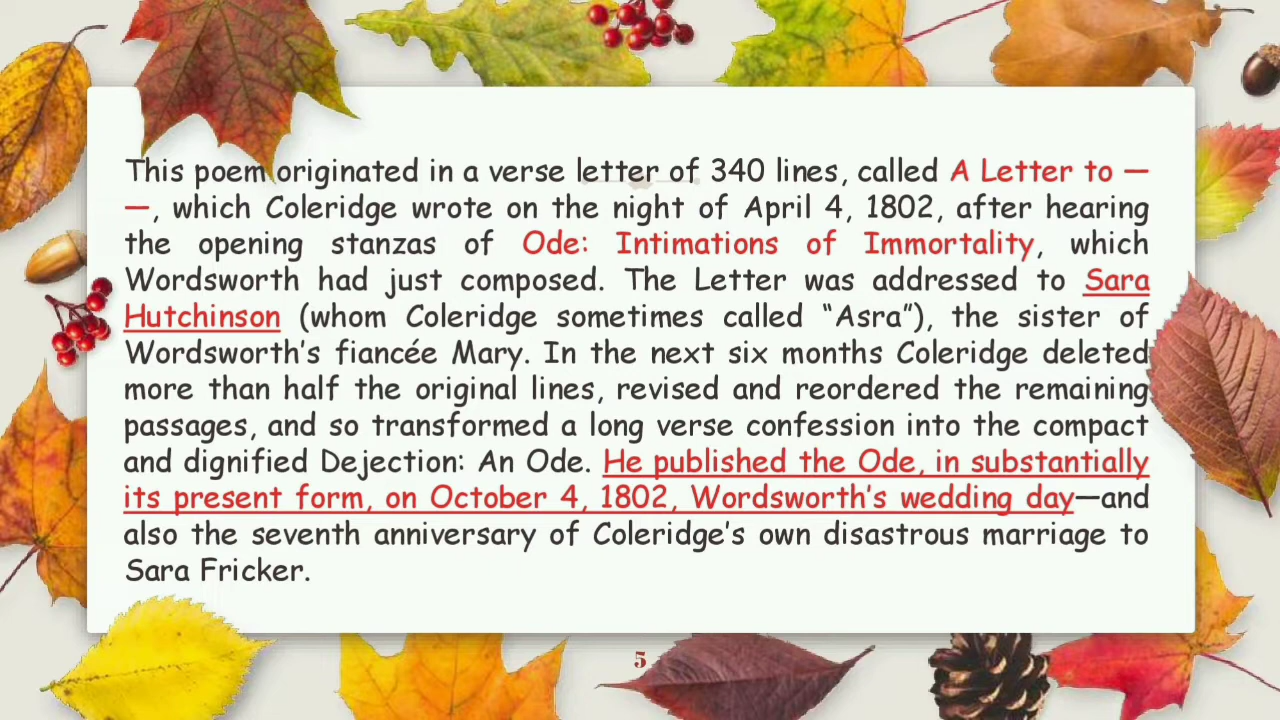 This poem originated in a verse letter of 340 lines, called A Letter to —
—, which Coleridge wrote on the night of April 4, 1802, after hearing
the opening stanzas of Ode: Intimations of Immortality, which
Wordsworth had just composed. The Letter was addressed to Sara
Hutchinson (whom Coleridge sometimes called “Asra”), the sister of
Wordsworth’s fiancée Mary. In the next six months Coleridge deleted
more than half the original lines, revised and reordered the remaining
passages, and so transformed a long verse confession into the compact
and dignified Dejection: An Ode. He published the Ode, in substantially
its present form, on October 4, 1802, Wordsworth’s wedding day—and
also the seventh anniversary of Coleridge’s own disastrous marriage to
Sara Fricker.
5